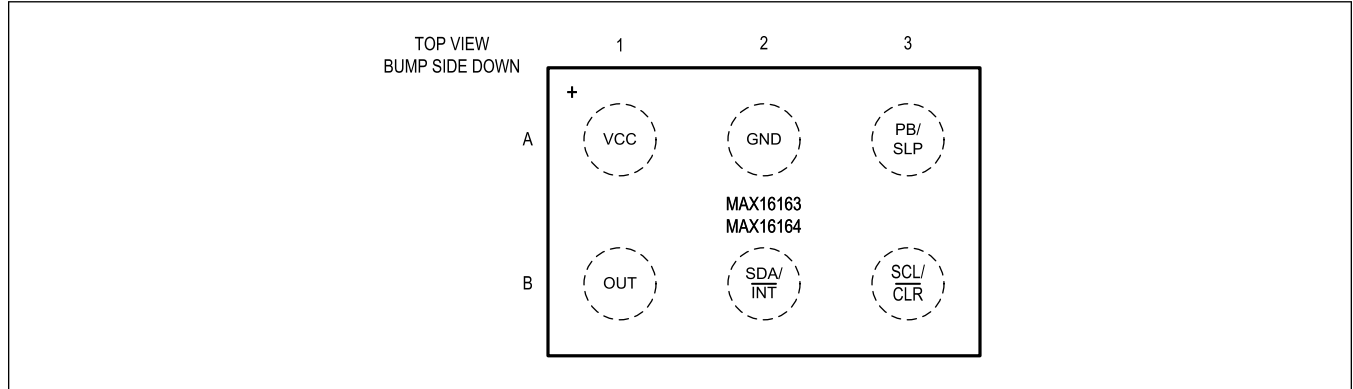 TOP VIEW
BUMP SIDE DOWN
1 2 3
+
A
VCC
GND
PB/
SLP
MAX16163
MAX16164
B
OUT
SDA/
INT
SCL/
CLR